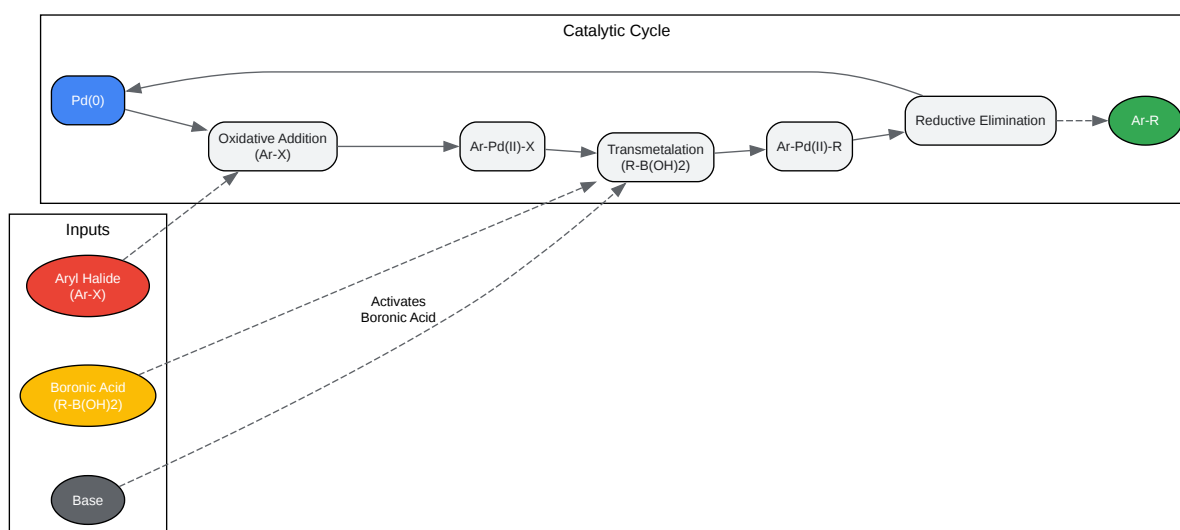 Catalytic Cycle
Pd(0)
Oxidative Addition
(Ar-X)
Ar-Pd(II)-X
Transmetalation
(R-B(OH)2)
Ar-Pd(II)-R
Reductive Elimination
Ar-R
Inputs
Aryl Halide
(Ar-X)
Activates
Boronic Acid
Boronic Acid
(R-B(OH)2)
Base